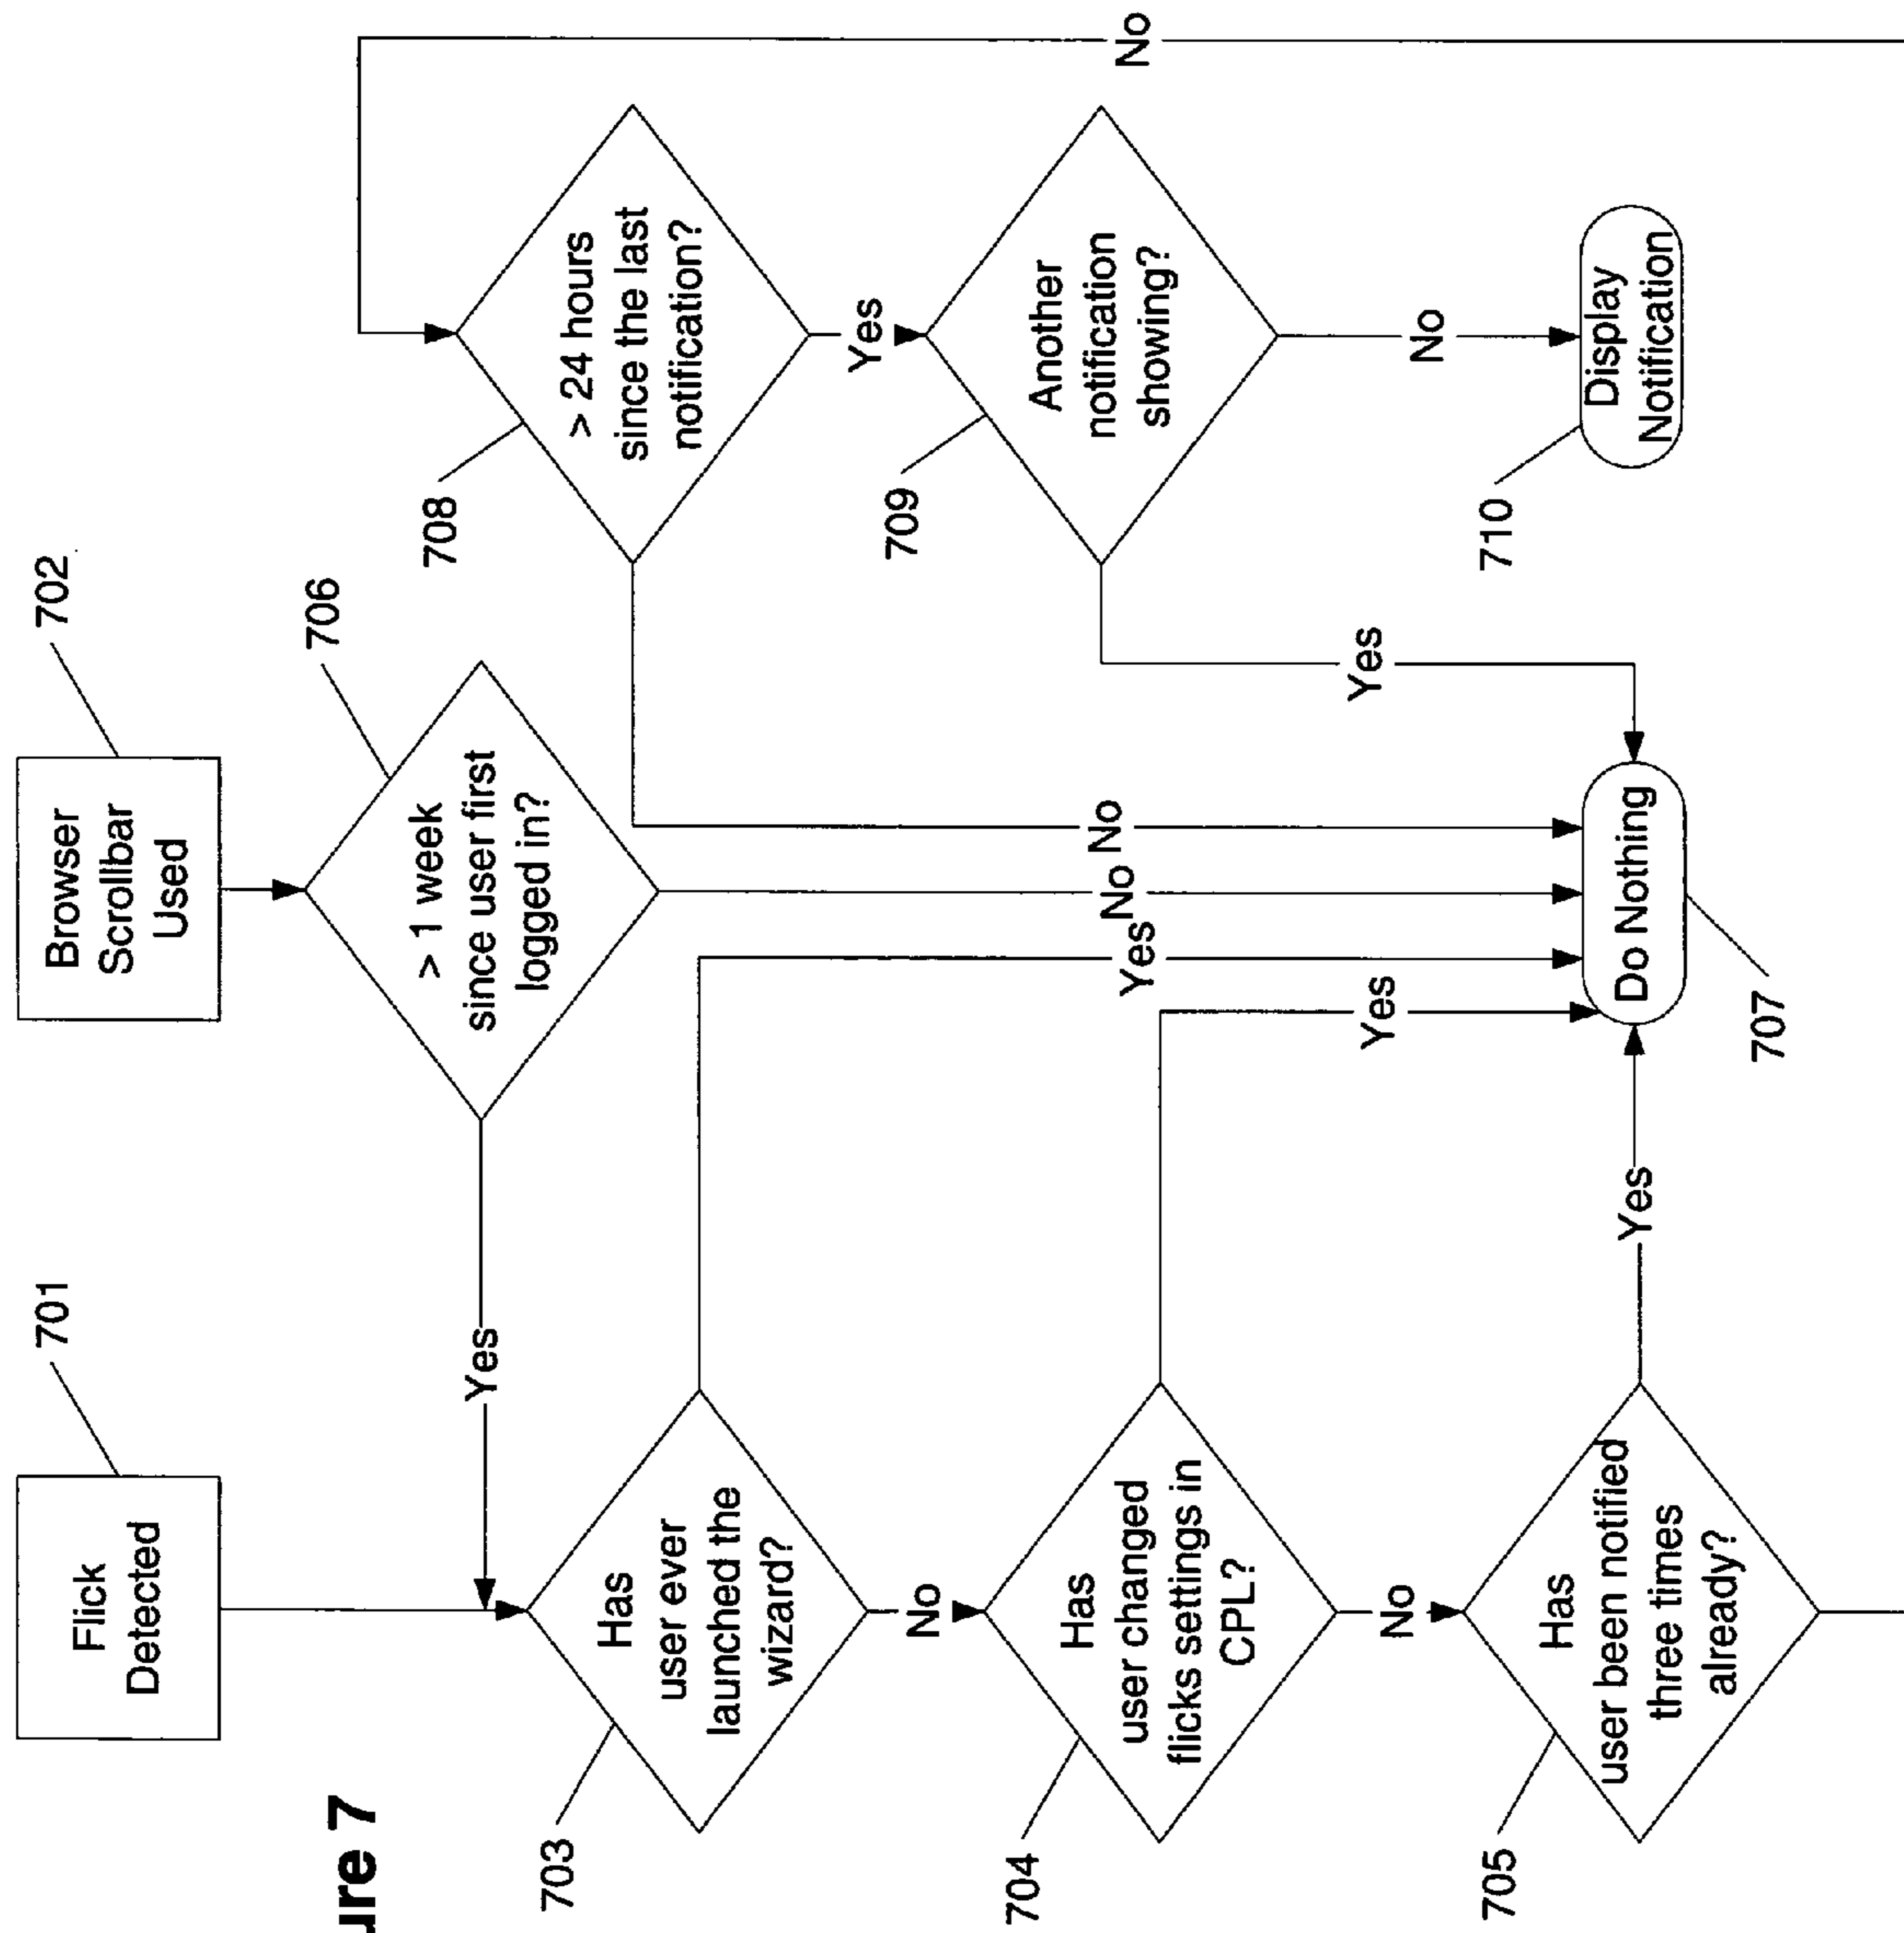 ure 7
701
Flick
Detected
702
Browser
Scrollbar
Used
706
> 1 week
since user first
logged in?
Yes
No
703
Has
user ever
launched the
wizard?
Yes
No
704
Has
user changed
flicks settings in
CPL?
Yes
No
705
Has
user been notified
three times
already?
Yes
No
708
> 24 hours
since the last
notification?
No
Yes
709
Another
notification
showing?
Yes
No
710
Display
Notification
Do Nothing
707